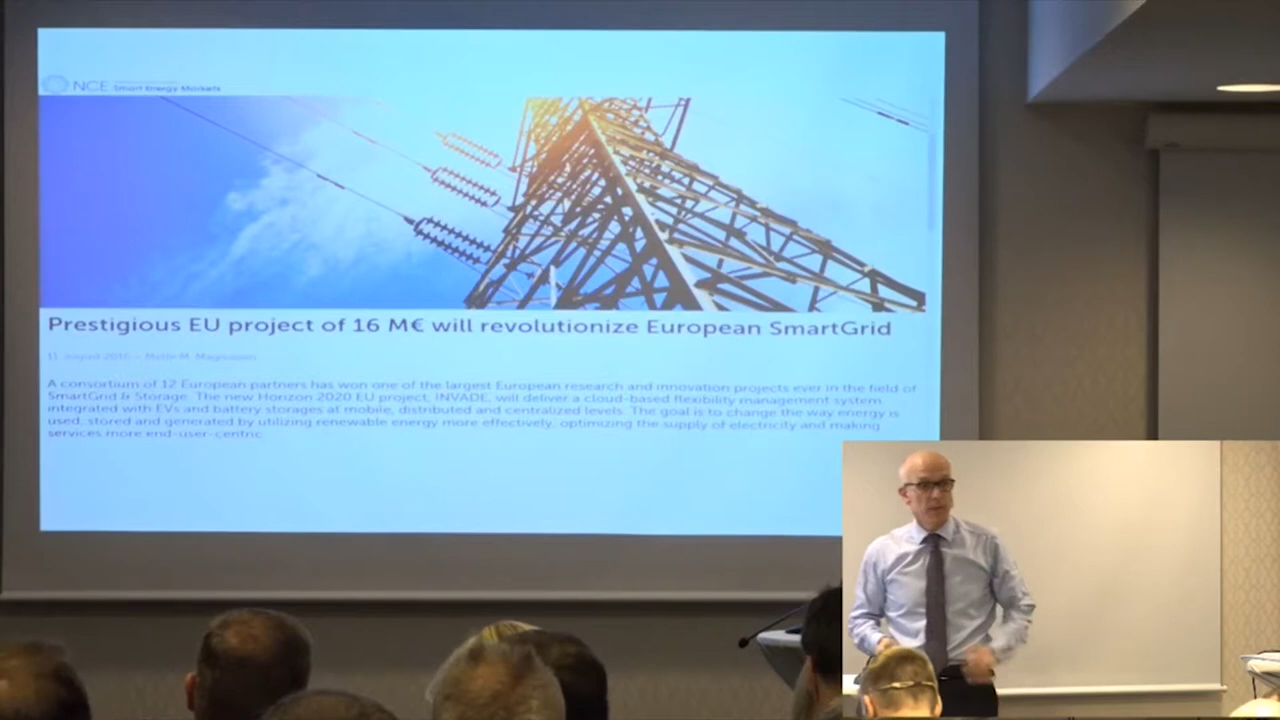 NCE Smart Energy Markets
Prestigious EU project of 16 M€ will revolutionize European SmartGrid
11. august 2016
A consortium of 12 European partners has won one of the largest European research and innovation projects ever in the field of
SmartGrid & Storage. The new Horizon 2020 EU project, INVADE, will deliver a cloud-based flexibility management system
integrated with EVs and battery storages at mobile, distributed and centralized levels. The goal is to change the way energy is
used, stored and generated by utilizing renewable energy more effectively, optimizing the supply of electricity and making
services more end-user-centric.